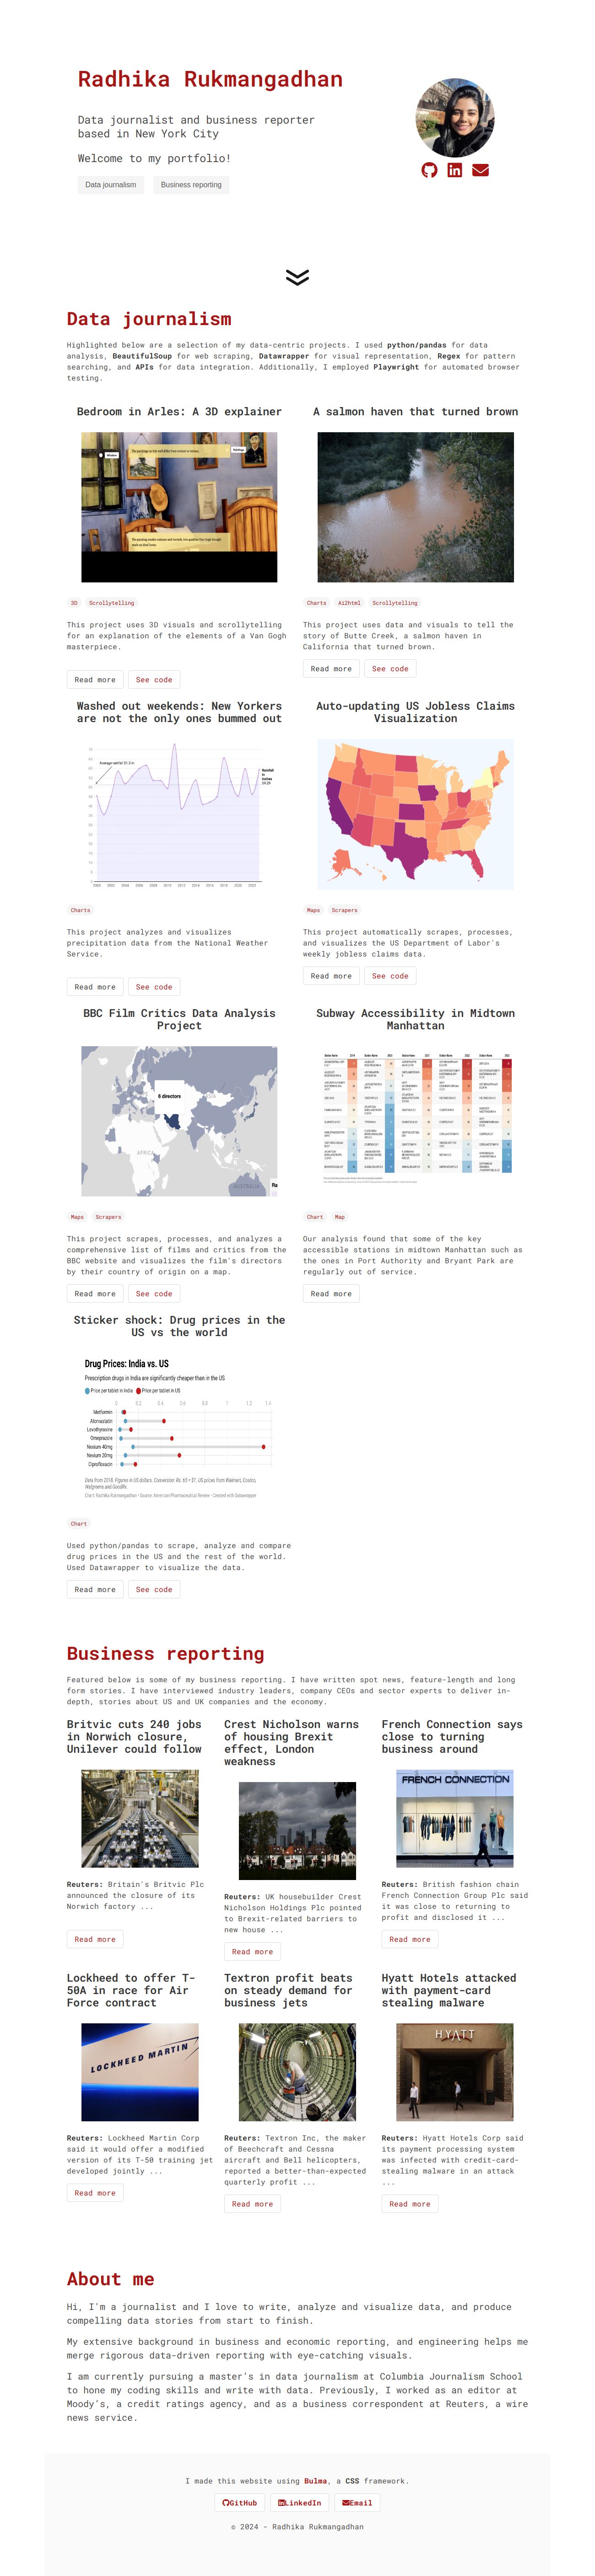 Radhika Rukmangadhan
Data journalist and business reporter
based in New York City
Welcome to my portfolio!
Data journalism
Business reporting
Data journalism
Highlighted below are a selection of my data-centric projects. I used python/pandas for data
analysis, BeautifulSoup for web scraping, Datawrapper for visual representation, Regex for pattern
searching, and APIs for data integration. Additionally, I employed Playwright for automated browser
testing.
Bedroom in Arles: A 3D explainer
3D
Scrollytelling
This project uses 3D visuals and scrollytelling
for an explanation of the elements of a Van Gogh
masterpiece.
Read more
See code
A salmon haven that turned brown
Charts
Ai2html
Scrollytelling
This project uses data and visuals to tell the
story of Butte Creek, a salmon haven in
California that turned brown.
Read more
See code
Washed out weekends: New Yorkers
are not the only ones bummed out
Charts
This project analyzes and visualizes
precipitation data from the National Weather
Service.
Read more
See code
Auto-updating US Jobless Claims
Visualization
Maps
Scrapers
This project automatically scrapes, processes,
and visualizes the US Department of Labor's
weekly jobless claims data.
Read more
See code
BBC Film Critics Data Analysis
Project
6 directors
AFRICA
AUSTRALIA
Maps
Scrapers
This project scrapes, processes, and analyzes a
comprehensive list of films and critics from the
BBC website and visualizes the film's directors
by their country of origin on a map.
Read more
See code
Subway Accessibility in Midtown
Manhattan
Chart
Map
Our analysis found that some of the key
accessible stations in midtown Manhattan such as
the ones in Port Authority and Bryant Park are
regularly out of service.
Read more
Sticker shock: Drug prices in the
US vs the world
Drug Prices: India vs. US
Prescription drugs in India are significantly cheaper than in the US
Price per tablet in India
Price per tablet in US
0 0.2 0.4 0.6 0.8 1 1.2 1.4
Metformin
Atorvastatin
Levothyroxine
Omeprazole
Nexium 40mg
Nexium 20mg
Ciprofloxacin
Chart
Used python/pandas to scrape, analyze and compare
drug prices in the US and the rest of the world.
Used Datawrapper to visualize the data.
Read more
See code
Business reporting
Featured below is some of my business reporting. I have written spot news, feature-length and long
form stories. I have interviewed industry leaders, company CEOs and sector experts to deliver in-
depth, stories about US and UK companies and the economy.
Britvic cuts 240 jobs
in Norwich closure,
Unilever could follow
Reuters: Britain's Britvic Plc
announced the closure of its
Norwich factory ...
Read more
Crest Nicholson warns
of housing Brexit
effect, London
weakness
Reuters: UK housebuilder Crest
Nicholson Holdings Plc pointed
to Brexit-related barriers to
new house ...
Read more
French Connection says
close to turning
business around
FRENCH CONNECTION
Reuters: British fashion chain
French Connection Group Plc said
it was close to returning to
profit and disclosed it ...
Read more
Lockheed to offer T-
50A in race for Air
Force contract
LOCKHEED MARTIN
Reuters: Lockheed Martin Corp
said it would offer a modified
version of its T-50 training jet
developed jointly ...
Read more
Textron profit beats
on steady demand for
business jets
Reuters: Textron Inc, the maker
of Beechcraft and Cessna
aircraft and Bell helicopters,
reported a better-than-expected
quarterly profit ...
Read more
Hyatt Hotels attacked
with payment-card
stealing malware
HYATT
Reuters: Hyatt Hotels Corp said
its payment processing system
was infected with credit-card-
stealing malware in an attack
...
Read more
About me
Hi, I'm a journalist and I love to write, analyze and visualize data, and produce
compelling data stories from start to finish.
My extensive background in business and economic reporting, and engineering helps me
merge rigorous data-driven reporting with eye-catching visuals.
I am currently pursuing a master's in data journalism at Columbia Journalism School
to hone my coding skills and write with data. Previously, I worked as an editor at
Moody's, a credit ratings agency, and as a business correspondent at Reuters, a wire
news service.
I made this website using Bulma, a CSS framework.
GitHub
LinkedIn
Email
© 2024 - Radhika Rukmangadhan